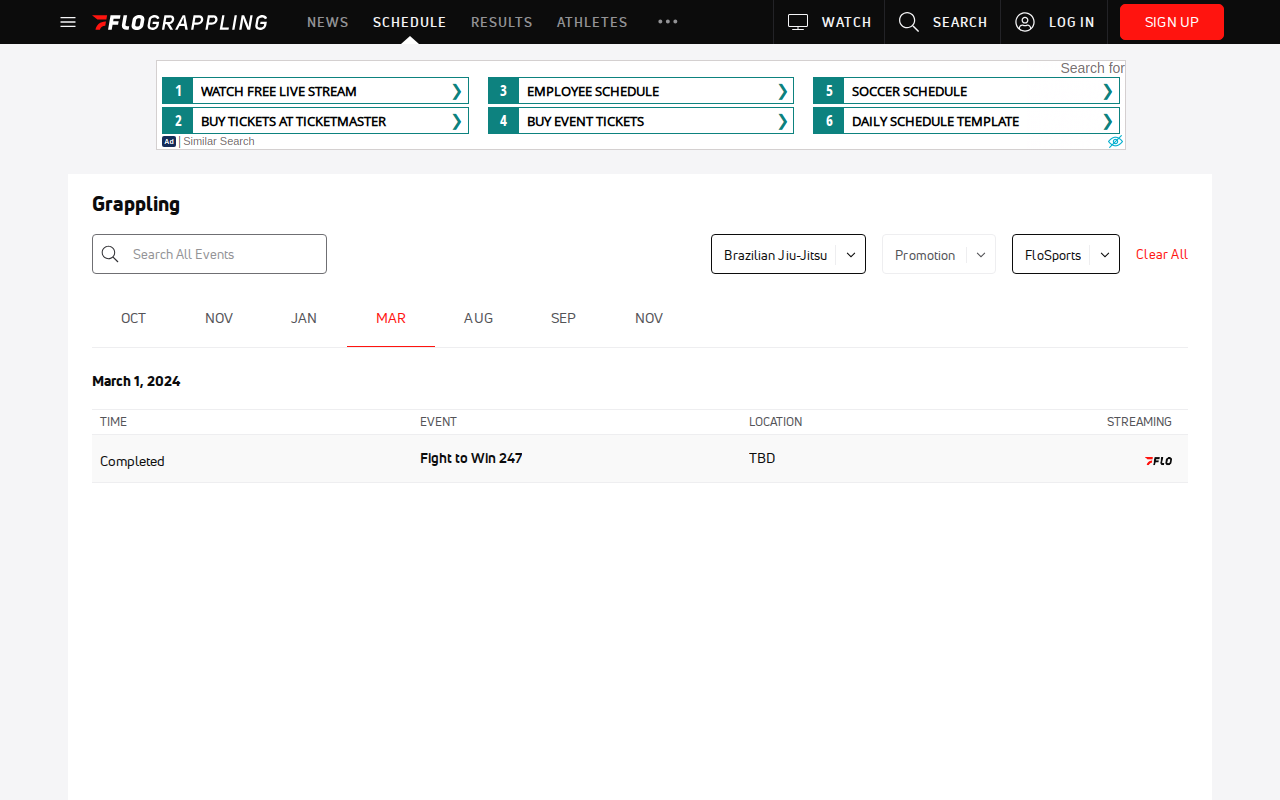 FLOGRAPPLING NEWS SCHEDULE RESULTS ATHLETES ••• WATCH SEARCH LOG IN SIGN UP
Search for
1 WATCH FREE LIVE STREAM ❯ 3 EMPLOYEE SCHEDULE ❯ 5 SOCCER SCHEDULE ❯
2 BUY TICKETS AT TICKETMASTER ❯ 4 BUY EVENT TICKETS ❯ 6 DAILY SCHEDULE TEMPLATE ❯
Ad | Similar Search
Grappling
Search All Events Brazilian Jiu-Jitsu Promotion FloSports Clear All
OCT NOV JAN MAR AUG SEP NOV
March 1, 2024
TIME EVENT LOCATION STREAMING
Completed Fight to Win 247 TBD FLO